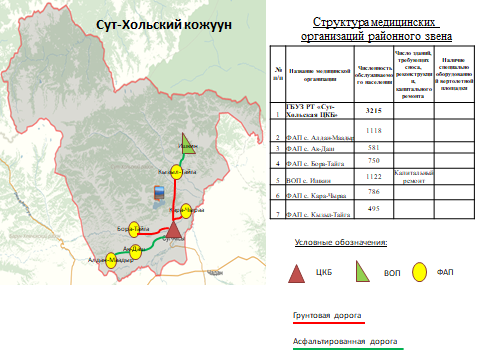 Сут-Хольский кожуун
Ишкин
Кызыл-Тайга
Кара-Чыраа
Бора-Тайга
Суг-Аксы
Ак-Даш
Алдан-Маадыр
Структура медицинских
организаций районного звена
№
п/п
Название медицинской
организации
Численность
обслуживаемо
го населения
Число зданий,
требующих
сноса,
реконструкци
и,
капитального
ремонта
Наличие
специально
оборудованно
й вертолетной
площадки
1 ГБУЗ РТ «Сут-
Хольская ЦКБ» 3215
2 ФАП с. Алдан-Маадыр 1118
3 ФАП с. Ак-Даш 581
4 ФАП с. Бора-Тайга 750
5 ВОП с. Ишкин 1122 Капитальный
ремонт
6 ФАП с. Кара-Чыраа 786
7 ФАП с. Кызыл-Тайга 495
Условные обозначения:
ЦКБ ВОП ФАП
Грунтовая дорога
Асфальтированная дорога